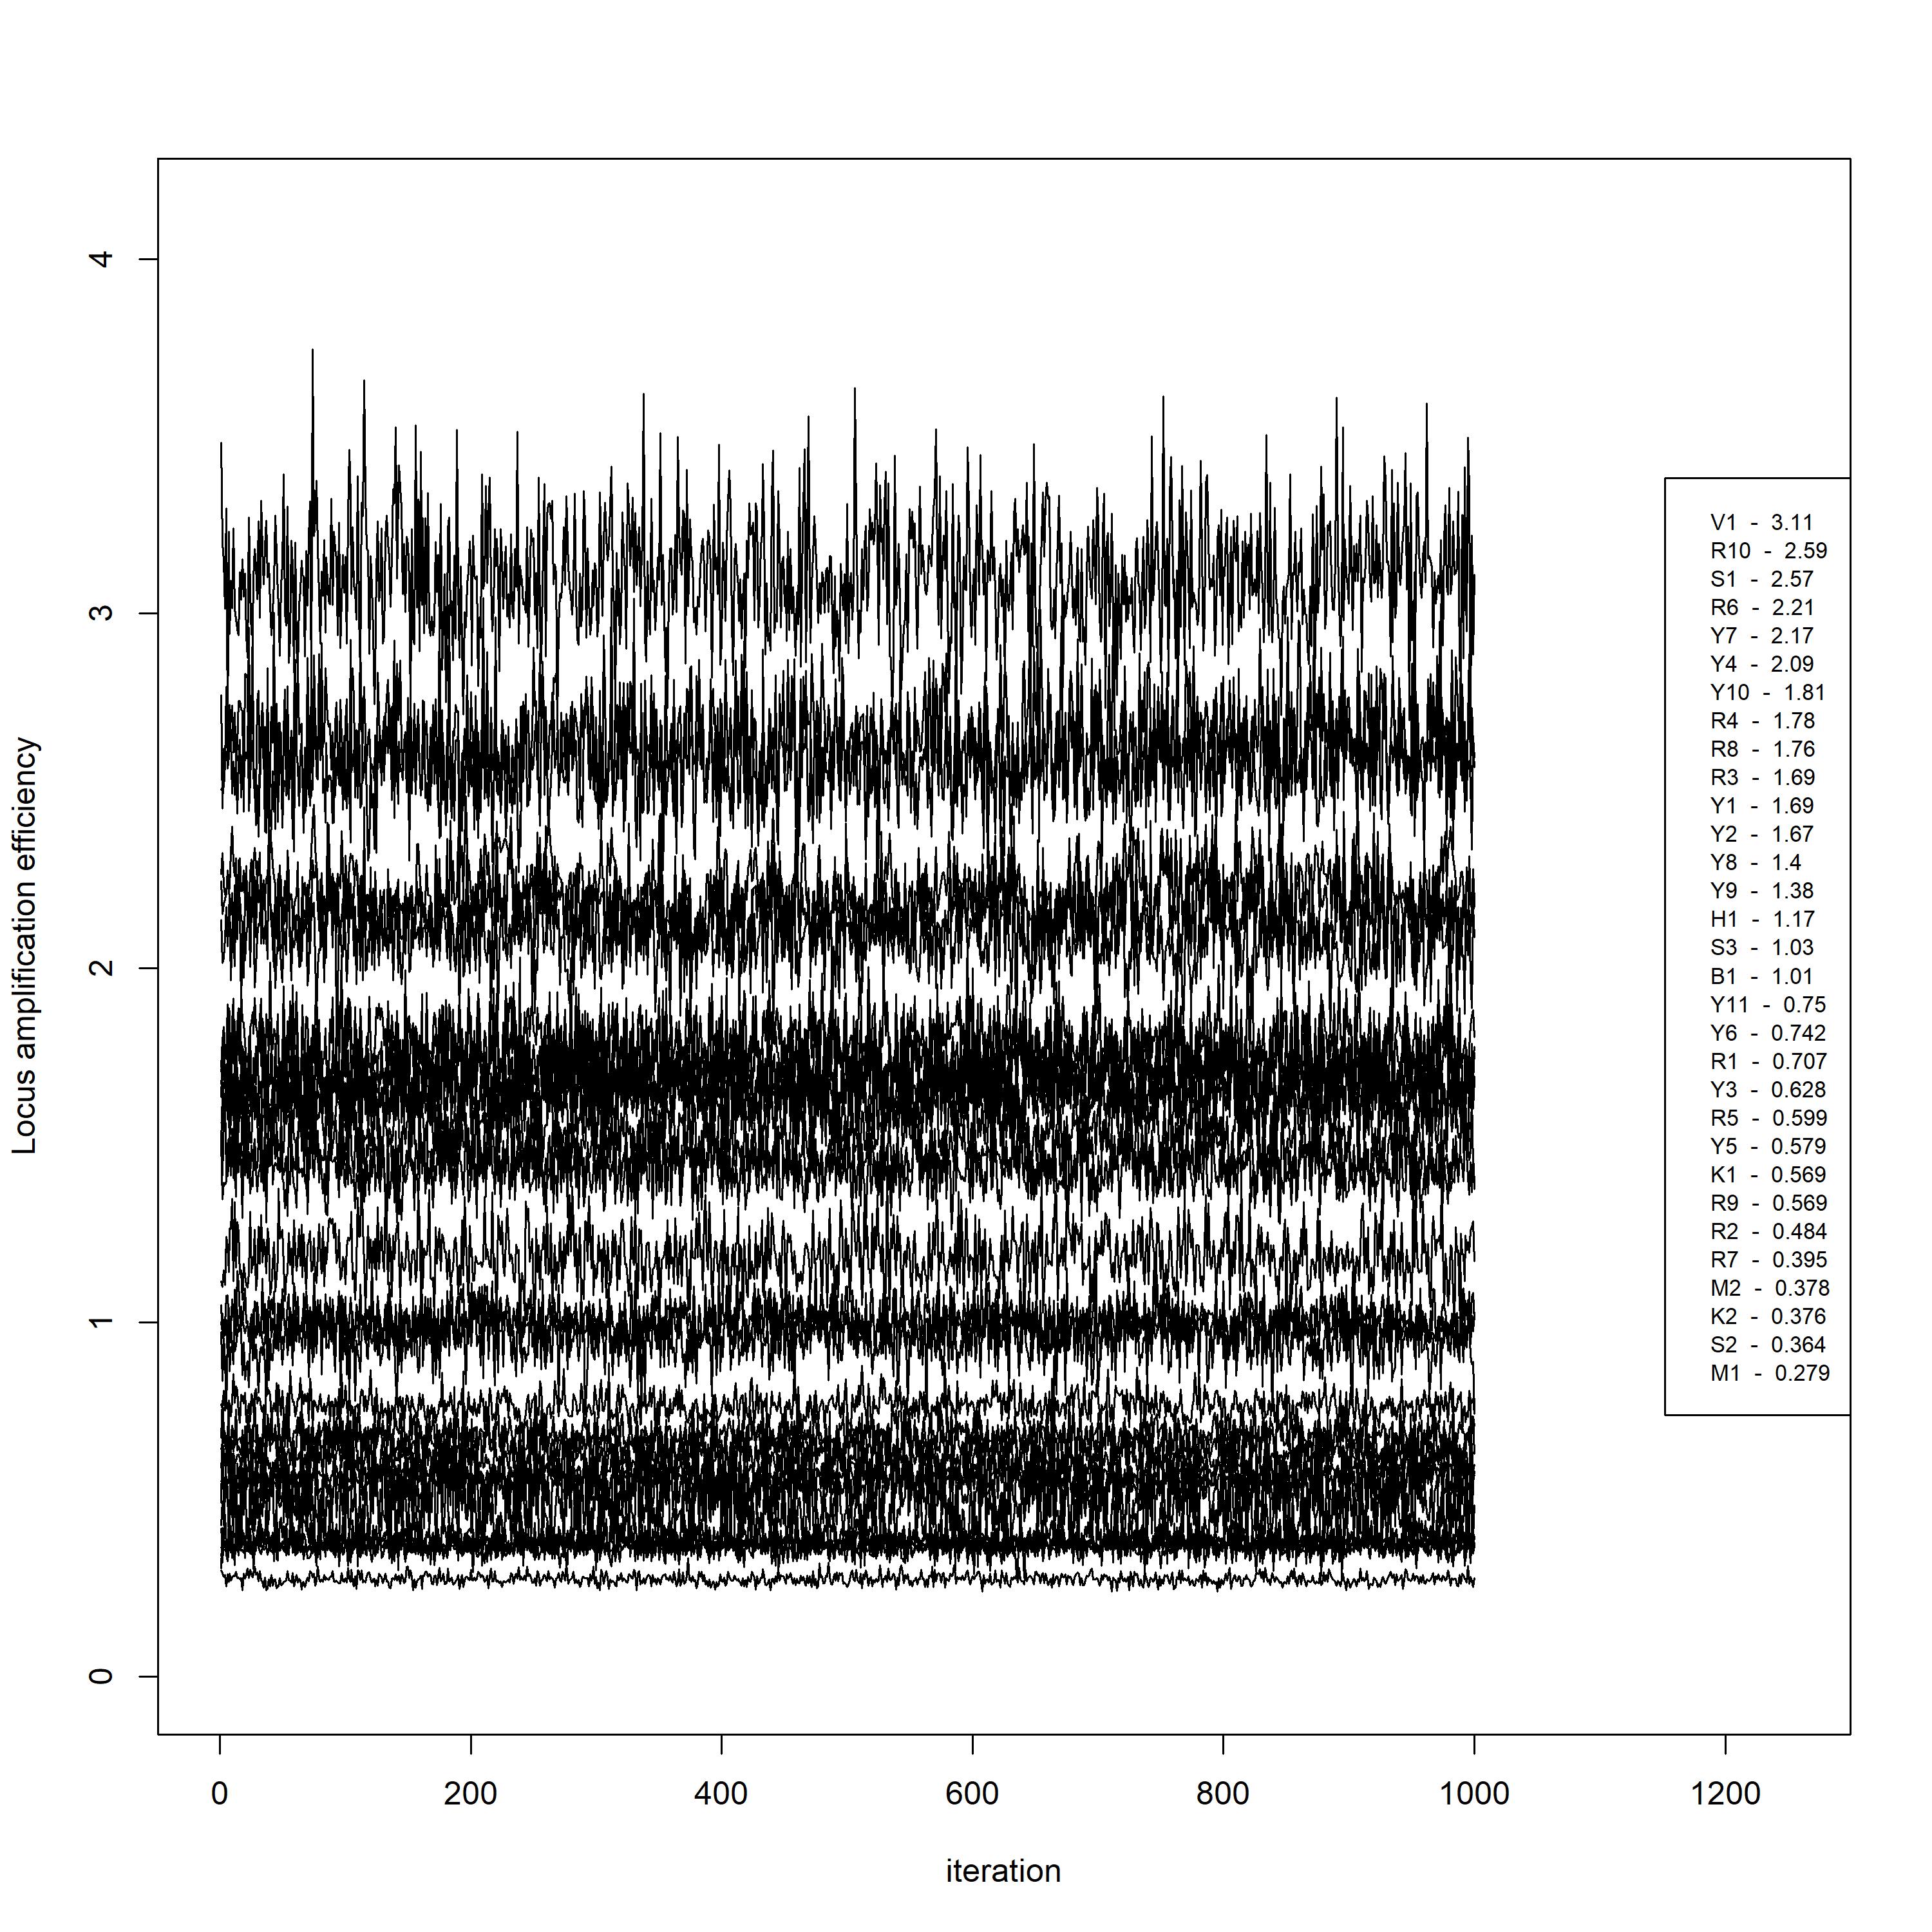 Locus amplification efficiency
4
3
2
1
0
V1 - 3.11
R10 - 2.59
S1 - 2.57
R6 - 2.21
Y7 - 2.17
Y4 - 2.09
Y10 - 1.81
R4 - 1.78
R8 - 1.76
R3 - 1.69
Y1 - 1.69
Y2 - 1.67
Y8 - 1.4
Y9 - 1.38
H1 - 1.17
S3 - 1.03
B1 - 1.01
Y11 - 0.75
Y6 - 0.742
R1 - 0.707
Y3 - 0.628
R5 - 0.599
Y5 - 0.579
K1 - 0.569
R9 - 0.569
R2 - 0.484
R7 - 0.395
M2 - 0.378
K2 - 0.376
S2 - 0.364
M1 - 0.279
0 200 400 600 800 1000 1200
iteration